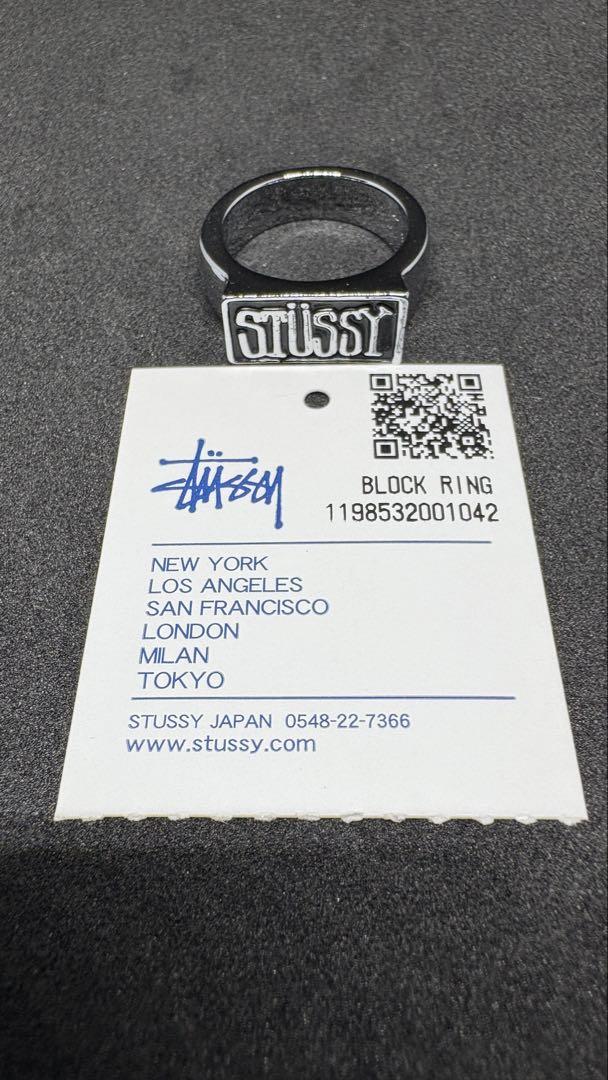 STÜSSY
Stüssy
BLOCK RING
1198532001042
NEW YORK
LOS ANGELES
SAN FRANCISCO
LONDON
MILAN
TOKYO
STUSSY JAPAN 0548-22-7366
www.stussy.com